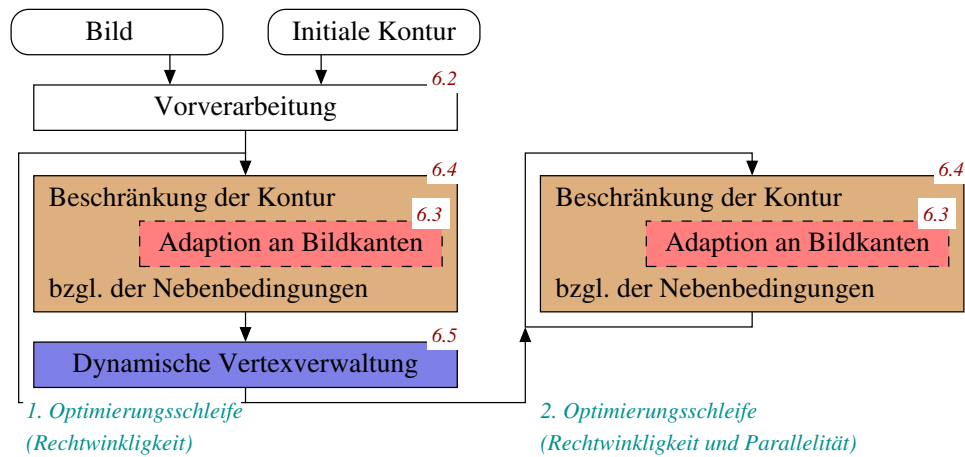 Bild
Initiale Kontur
6.2
Vorverarbeitung
6.4
Beschränkung der Kontur
6.3
Adaption an Bildkanten
bzgl. der Nebenbedingungen
6.5
Dynamische Vertexverwaltung
1. Optimierungsschleife
(Rechtwinkligkeit)
6.4
Beschränkung der Kontur
6.3
Adaption an Bildkanten
bzgl. der Nebenbedingungen
2. Optimierungsschleife
(Rechtwinkligkeit und Parallelität)